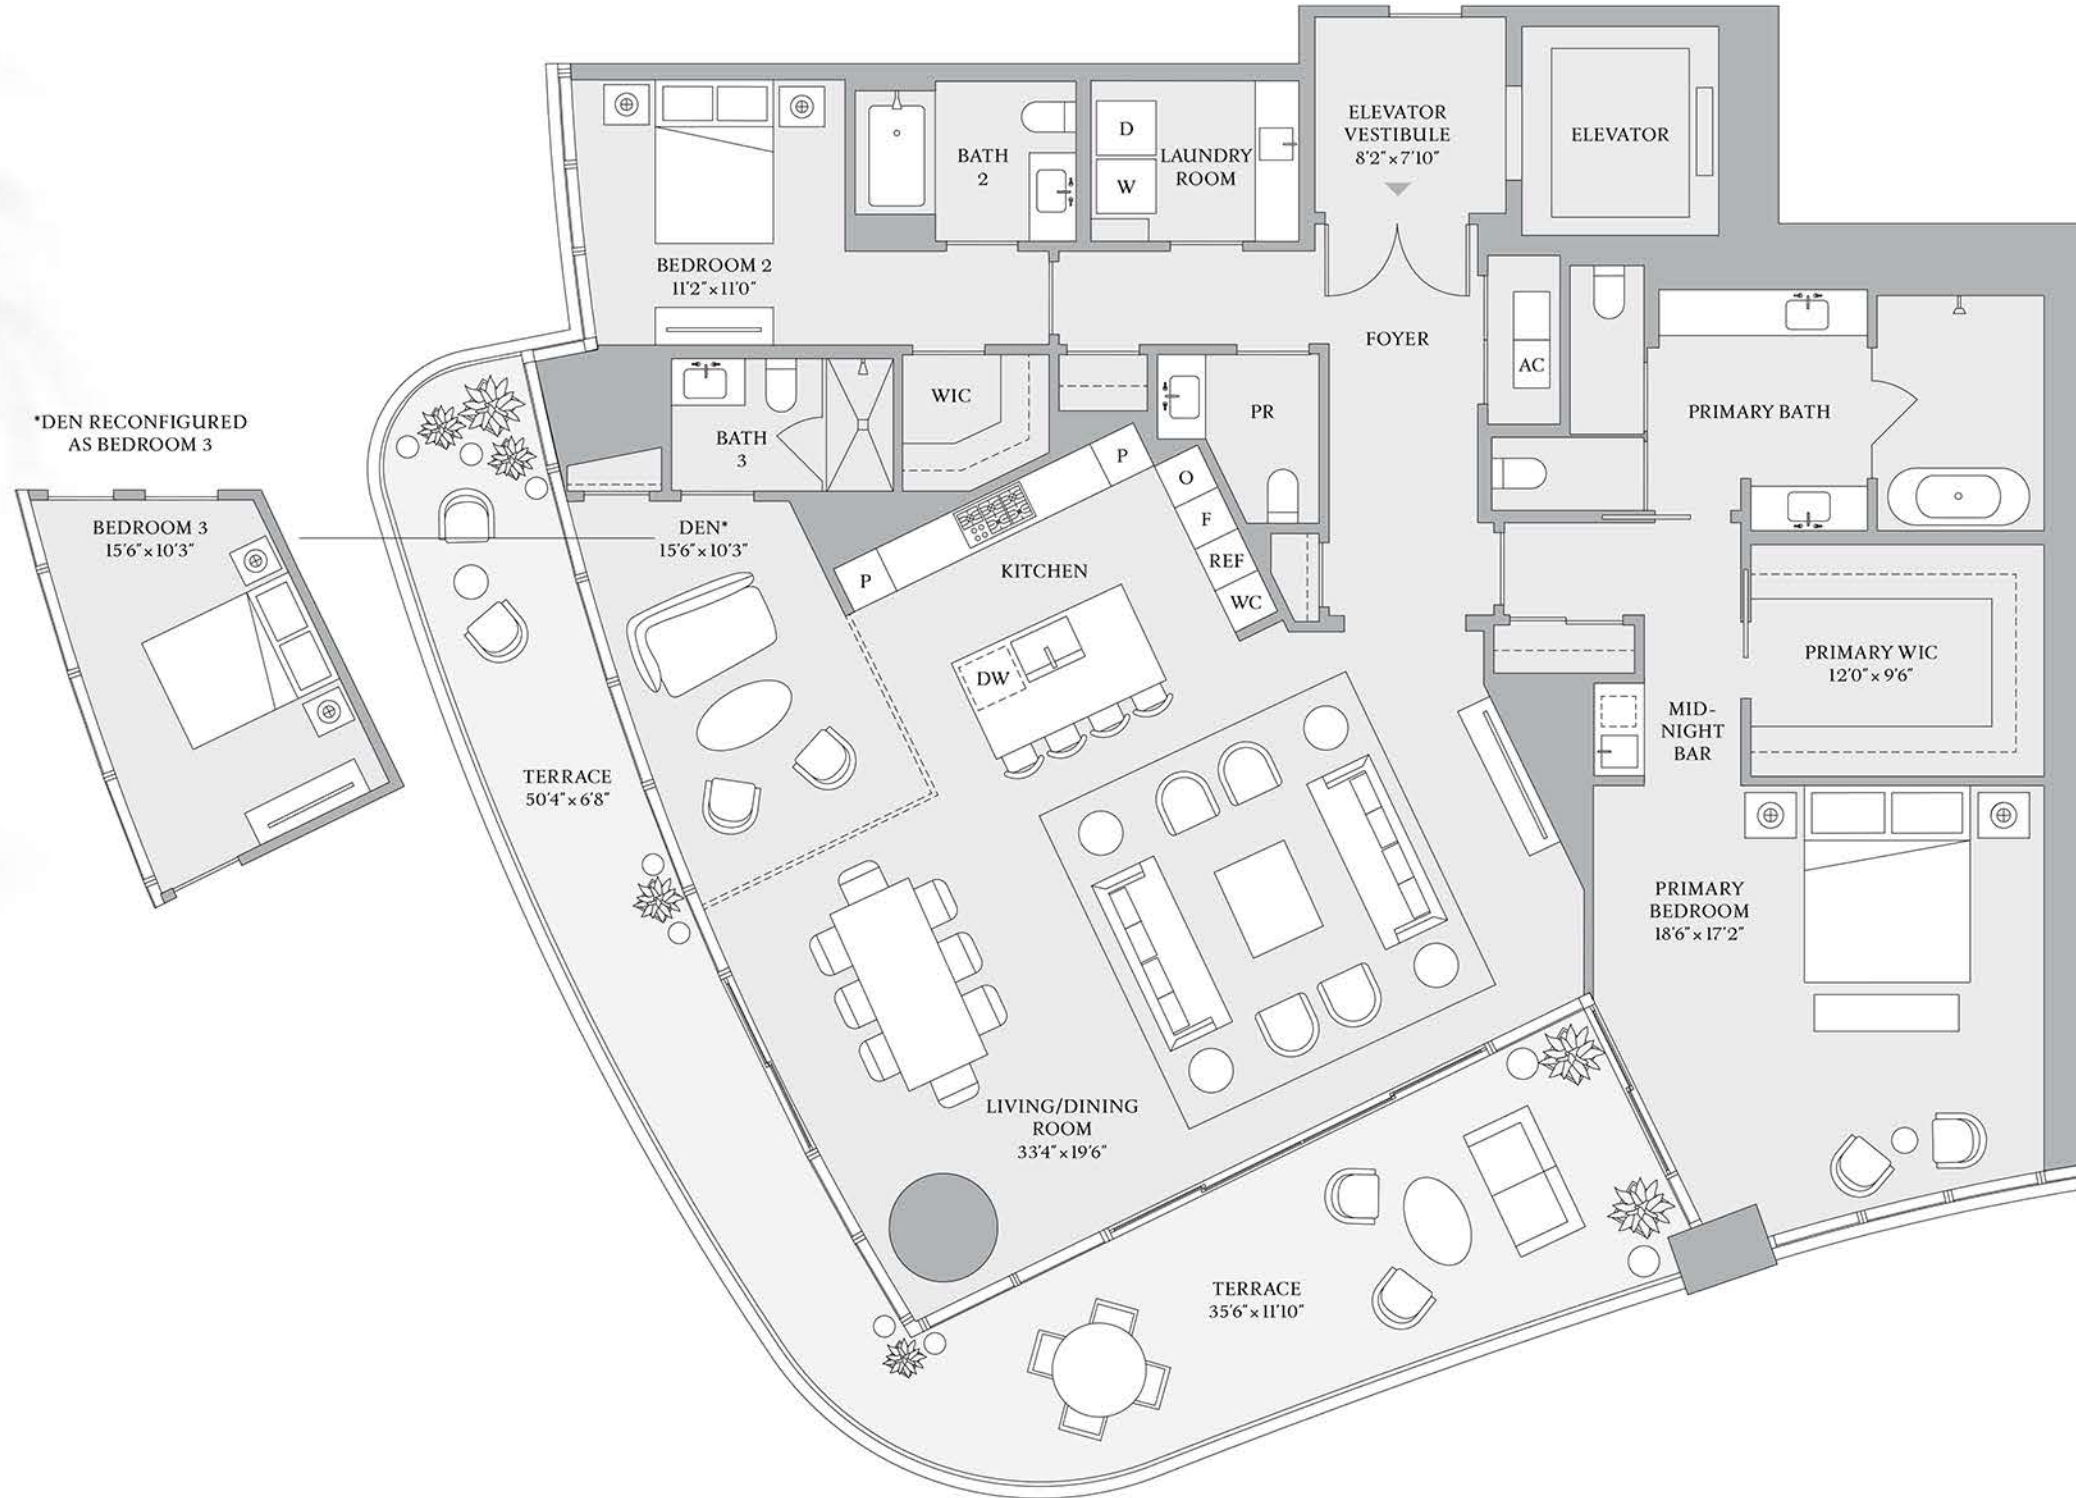 ELEVATOR
VESTIBULE
8'2" × 7'10"
ELEVATOR
D
W
LAUNDRY
ROOM
BATH
2
BEDROOM 2
11'2" × 11'0"
FOYER
AC
PRIMARY BATH
WIC
PR
BATH
3
*DEN RECONFIGURED
AS BEDROOM 3
BEDROOM 3
15'6" × 10'3"
DEN*
15'6" × 10'3"
P
P
O
F
REF
WC
KITCHEN
DW
PRIMARY WIC
12'0" × 9'6"
MID-
NIGHT
BAR
TERRACE
50'4" × 6'8"
PRIMARY
BEDROOM
18'6" × 17'2"
LIVING/DINING
ROOM
33'4" × 19'6"
TERRACE
35'6" × 11'10"